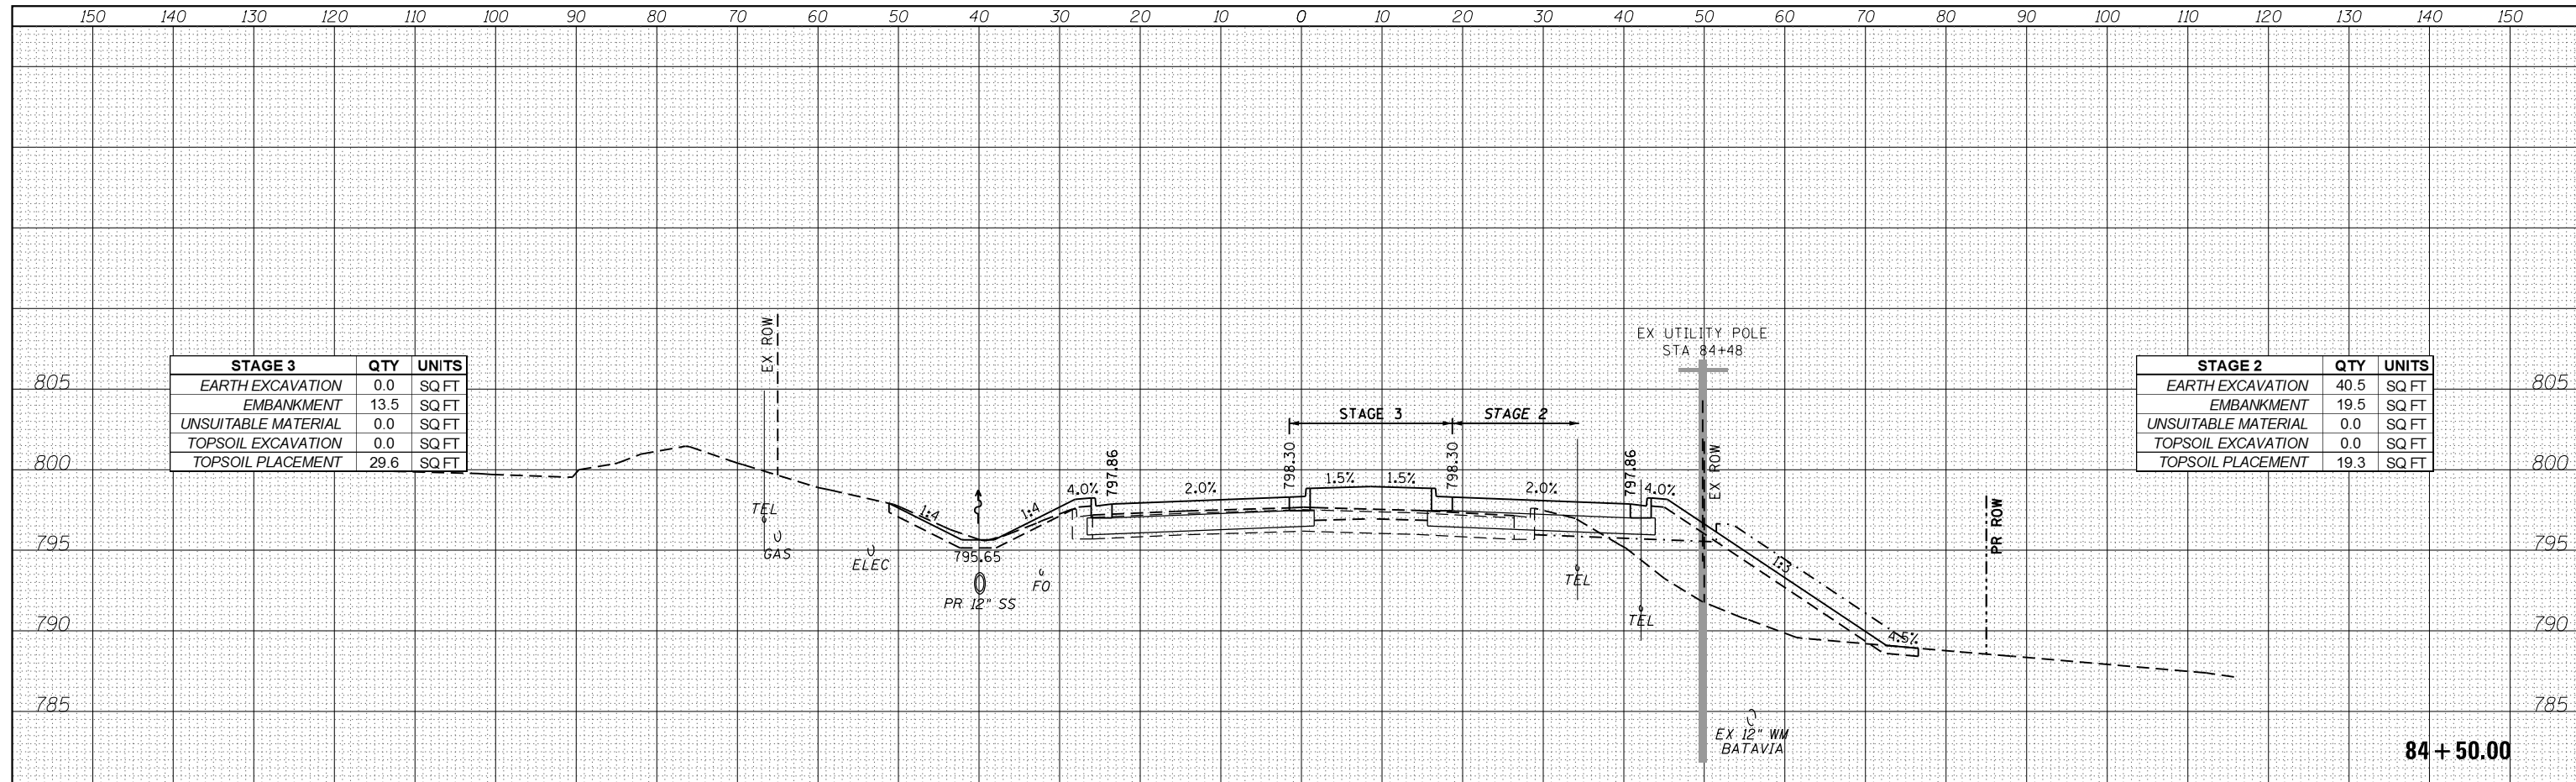 150 140 130 120 110 100 90 80 70 60 50 40 30 20 10 0 10 20 30 40 50 60 70 80 90 100 110 120 130 140 150
EX ROW
EX UTILITY POLE
STA 84+48
STAGE 3 QTY UNITS
EARTH EXCAVATION 0.0 SQ FT
EMBANKMENT 13.5 SQ FT
UNSUITABLE MATERIAL 0.0 SQ FT
TOPSOIL EXCAVATION 0.0 SQ FT
TOPSOIL PLACEMENT 29.6 SQ FT
STAGE 2 QTY UNITS
EARTH EXCAVATION 40.5 SQ FT
EMBANKMENT 19.5 SQ FT
UNSUITABLE MATERIAL 0.0 SQ FT
TOPSOIL EXCAVATION 0.0 SQ FT
TOPSOIL PLACEMENT 19.3 SQ FT
805 805
STAGE 3 STAGE 2
800 800
797.86
798.30
798.30
797.86
EX ROW
4.0% 2.0% 1.5% 1.5% 2.0% 4.0%
1:4 1:4
TEL
GAS
ELEC
795.65
FO
PR 12" SS
795 795
PR ROW
TEL
1:3
TEL
4.5%
790 790
785 785
EX 12" WM
BATAVIA
84+50.00